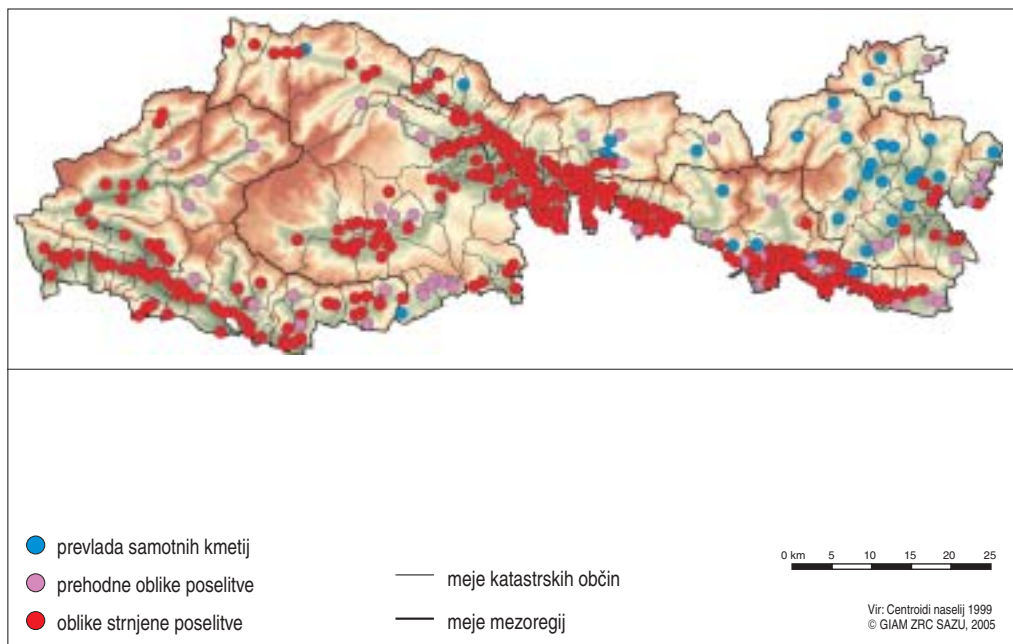 prevlada samotnih kmetij
prehodne oblike poselitve
oblike strnjene poselitve
meje katastrskih občin
meje mezoregij
0 km 5 10 15 20 25
Vir: Centroidi naselij 1999
© GIAM ZRC SAZU, 2005